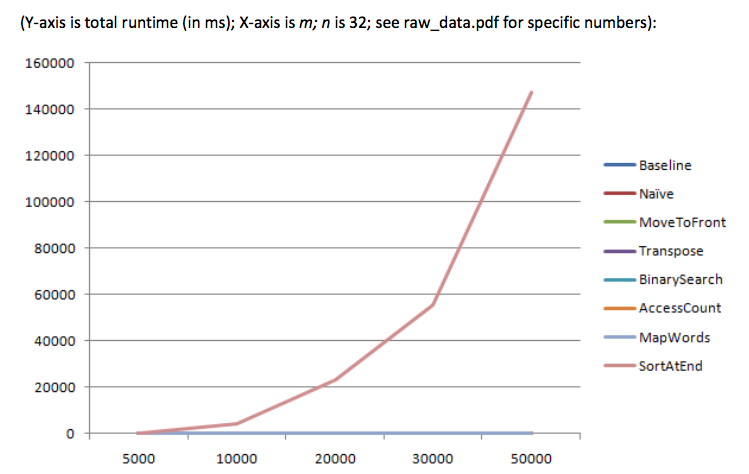 (Y-axis is total runtime (in ms); X-axis is m; n is 32; see raw_data.pdf for specific numbers):
160000
140000
120000
100000
80000
60000
40000
20000
0
5000 10000 20000 30000 50000
Baseline
Naïve
MoveToFront
Transpose
BinarySearch
AccessCount
MapWords
SortAtEnd